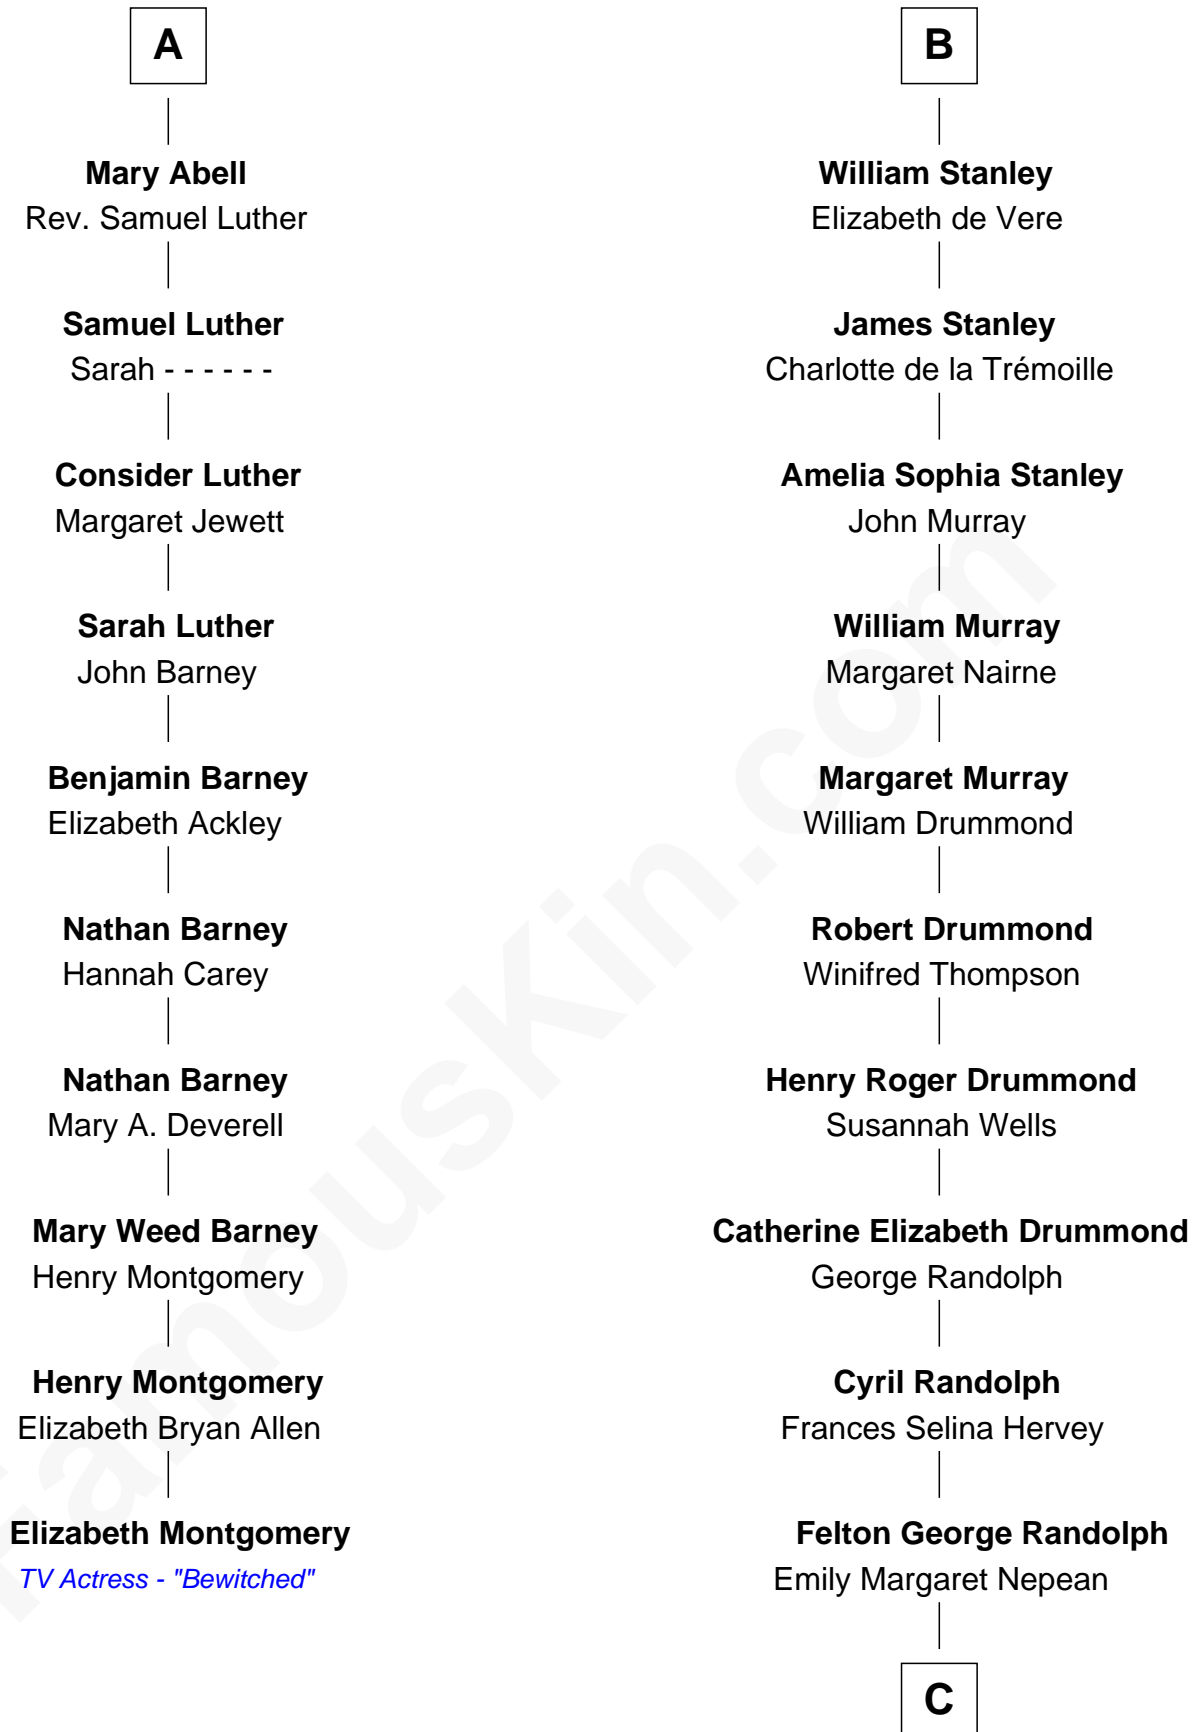 A
Mary Abell
Rev. Samuel Luther
Samuel Luther
Sarah - - - - - -
Consider Luther
Margaret Jewett
Sarah Luther
John Barney
Benjamin Barney
Elizabeth Ackley
Nathan Barney
Hannah Carey
Nathan Barney
Mary A. Deverell
Mary Weed Barney
Henry Montgomery
Henry Montgomery
Elizabeth Bryan Allen
Elizabeth Montgomery
TV Actress - "Bewitched"
B
William Stanley
Elizabeth de Vere
James Stanley
Charlotte de la Trémoille
Amelia Sophia Stanley
John Murray
William Murray
Margaret Nairne
Margaret Murray
William Drummond
Robert Drummond
Winifred Thompson
Henry Roger Drummond
Susannah Wells
Catherine Elizabeth Drummond
George Randolph
Cyril Randolph
Frances Selina Hervey
Felton George Randolph
Emily Margaret Nepean
C
FamousKin.com